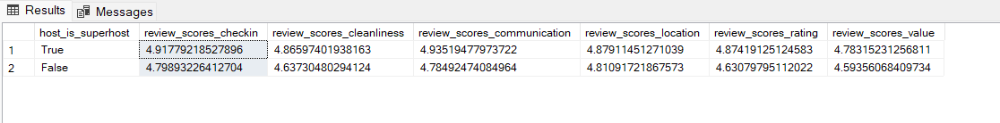 Results Messages
host_is_superhost review_scores_checkin review_scores_cleanliness review_scores_communication review_scores_location review_scores_rating review_scores_value
1 True 4.91779218527896 4.86597401938163 4.93519477973722 4.87911451271039 4.87419125124583 4.78315231256811
2 False 4.79893226412704 4.63730480294124 4.78492474084964 4.81091721867573 4.63079795112022 4.59356068409734